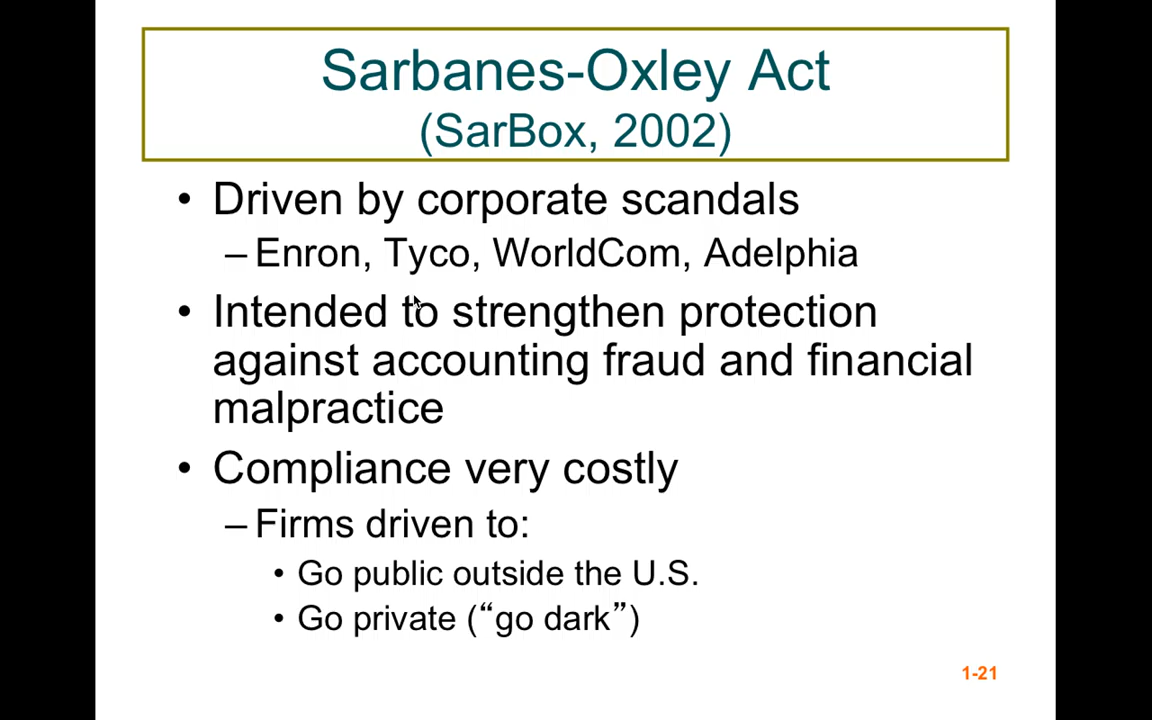 Sarbanes-Oxley Act
(SarBox, 2002)
• Driven by corporate scandals
– Enron, Tyco, WorldCom, Adelphia
• Intended to strengthen protection
against accounting fraud and financial
malpractice
• Compliance very costly
– Firms driven to:
• Go public outside the U.S.
• Go private (“go dark”)
1-21